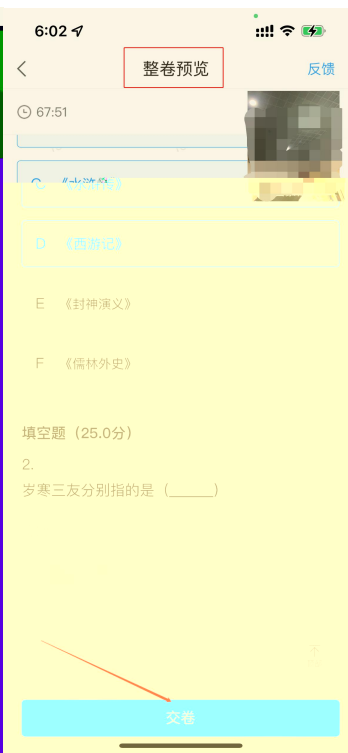 6:02
整卷预览
反馈
67:51
C 《水浒传》
D 《西游记》
E 《封神演义》
F 《儒林外史》
填空题（25.0分）
2.
岁寒三友分别指的是（______）
交卷